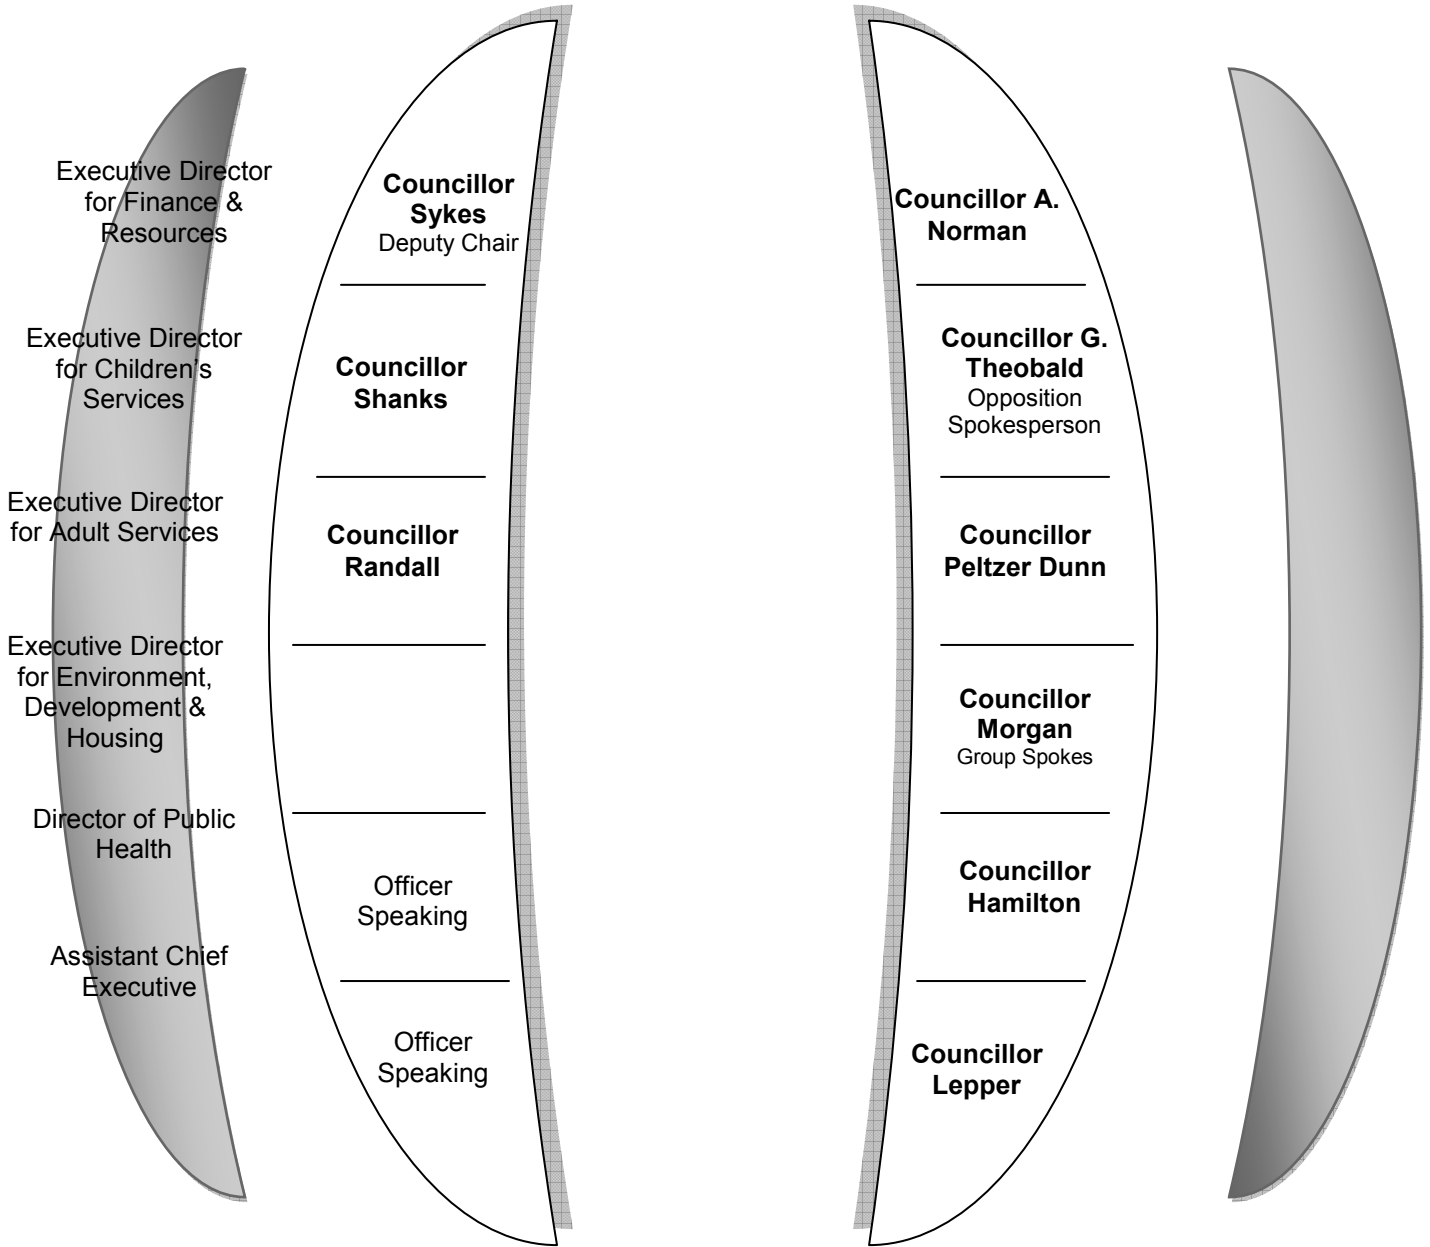 Executive Director
for Finance &
Resources
Executive Director
for Children's
Services
Executive Director
for Adult Services
Executive Director
for Environment,
Development &
Housing
Director of Public
Health
Assistant Chief
Executive
Councillor
Sykes
Deputy Chair
Councillor
Shanks
Councillor
Randall
Officer
Speaking
Officer
Speaking
Councillor A.
Norman
Councillor G.
Theobald
Opposition
Spokesperson
Councillor
Peltzer Dunn
Councillor
Morgan
Group Spokes
Councillor
Hamilton
Councillor
Lepper